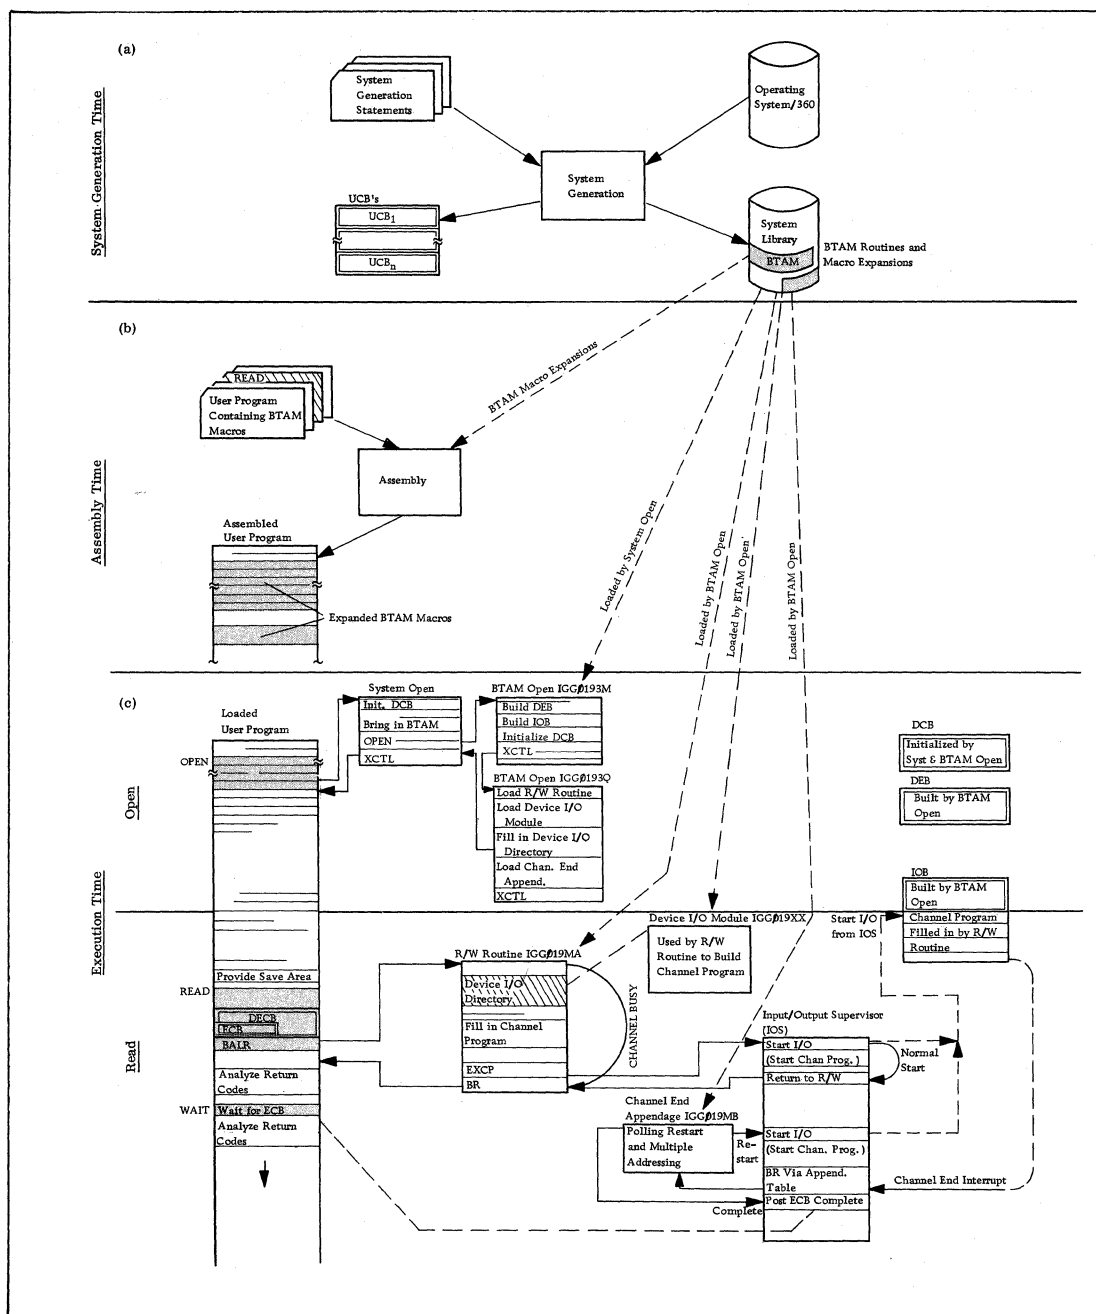 (a)
System Generation Time
System
Generation
Statements
Operating
System/360
System
Generation
UCB's
UCB1
UCBn
System
Library
BTAM
BTAM Routines and
Macro Expansions
(b)
Assembly Time
READ
User Program
Containing BTAM
Macros
BTAM Macro Expansions
Assembly
Assembled
User Program
Expanded BTAM Macros
Loaded by System Open
Loaded by BTAM Open
Loaded by BTAM Open
Loaded by BTAM Open
(c)
Execution Time
Open
Loaded
User Program
OPEN
System Open
Init. DCB
Bring in BTAM
OPEN
XCTL
BTAM Open IGGØ193M
Build DEB
Build IOB
Initialize DCB
XCTL
BTAM Open IGGØ193Q
Load R/W Routine
Load Device I/O
Module
Fill in Device I/O
Directory
Load Chan. End
Append.
XCTL
DCB
Initialized by
Syst & BTAM Open
DEB
Built by BTAM
Open
IOB
Built by BTAM
Open
Channel Program
Filled in by R/W
Routine
Start I/O
from IOS
Read
Provide Save Area
READ
DECB
ECB
BALR
Analyze Return
Codes
WAIT
Wait for ECB
Analyze Return
Codes
R/W Routine IGGØ19MA
Device I/O
Directory
Fill in Channel
Program
EXCP
BR
CHANNEL BUSY
Device I/O Module IGGØ19XX
Used by R/W
Routine to Build
Channel Program
Input/Output Supervisor
(IOS)
Start I/O
(Start Chan Prog.)
Return to R/W
Normal
Start
Channel End
Appendage IGGØ19MB
Polling Restart
and Multiple
Addressing
Re-
start
Start I/O
(Start Chan. Prog.)
BR Via Append.
Table
Post ECB Complete
Complete
Channel End Interrupt